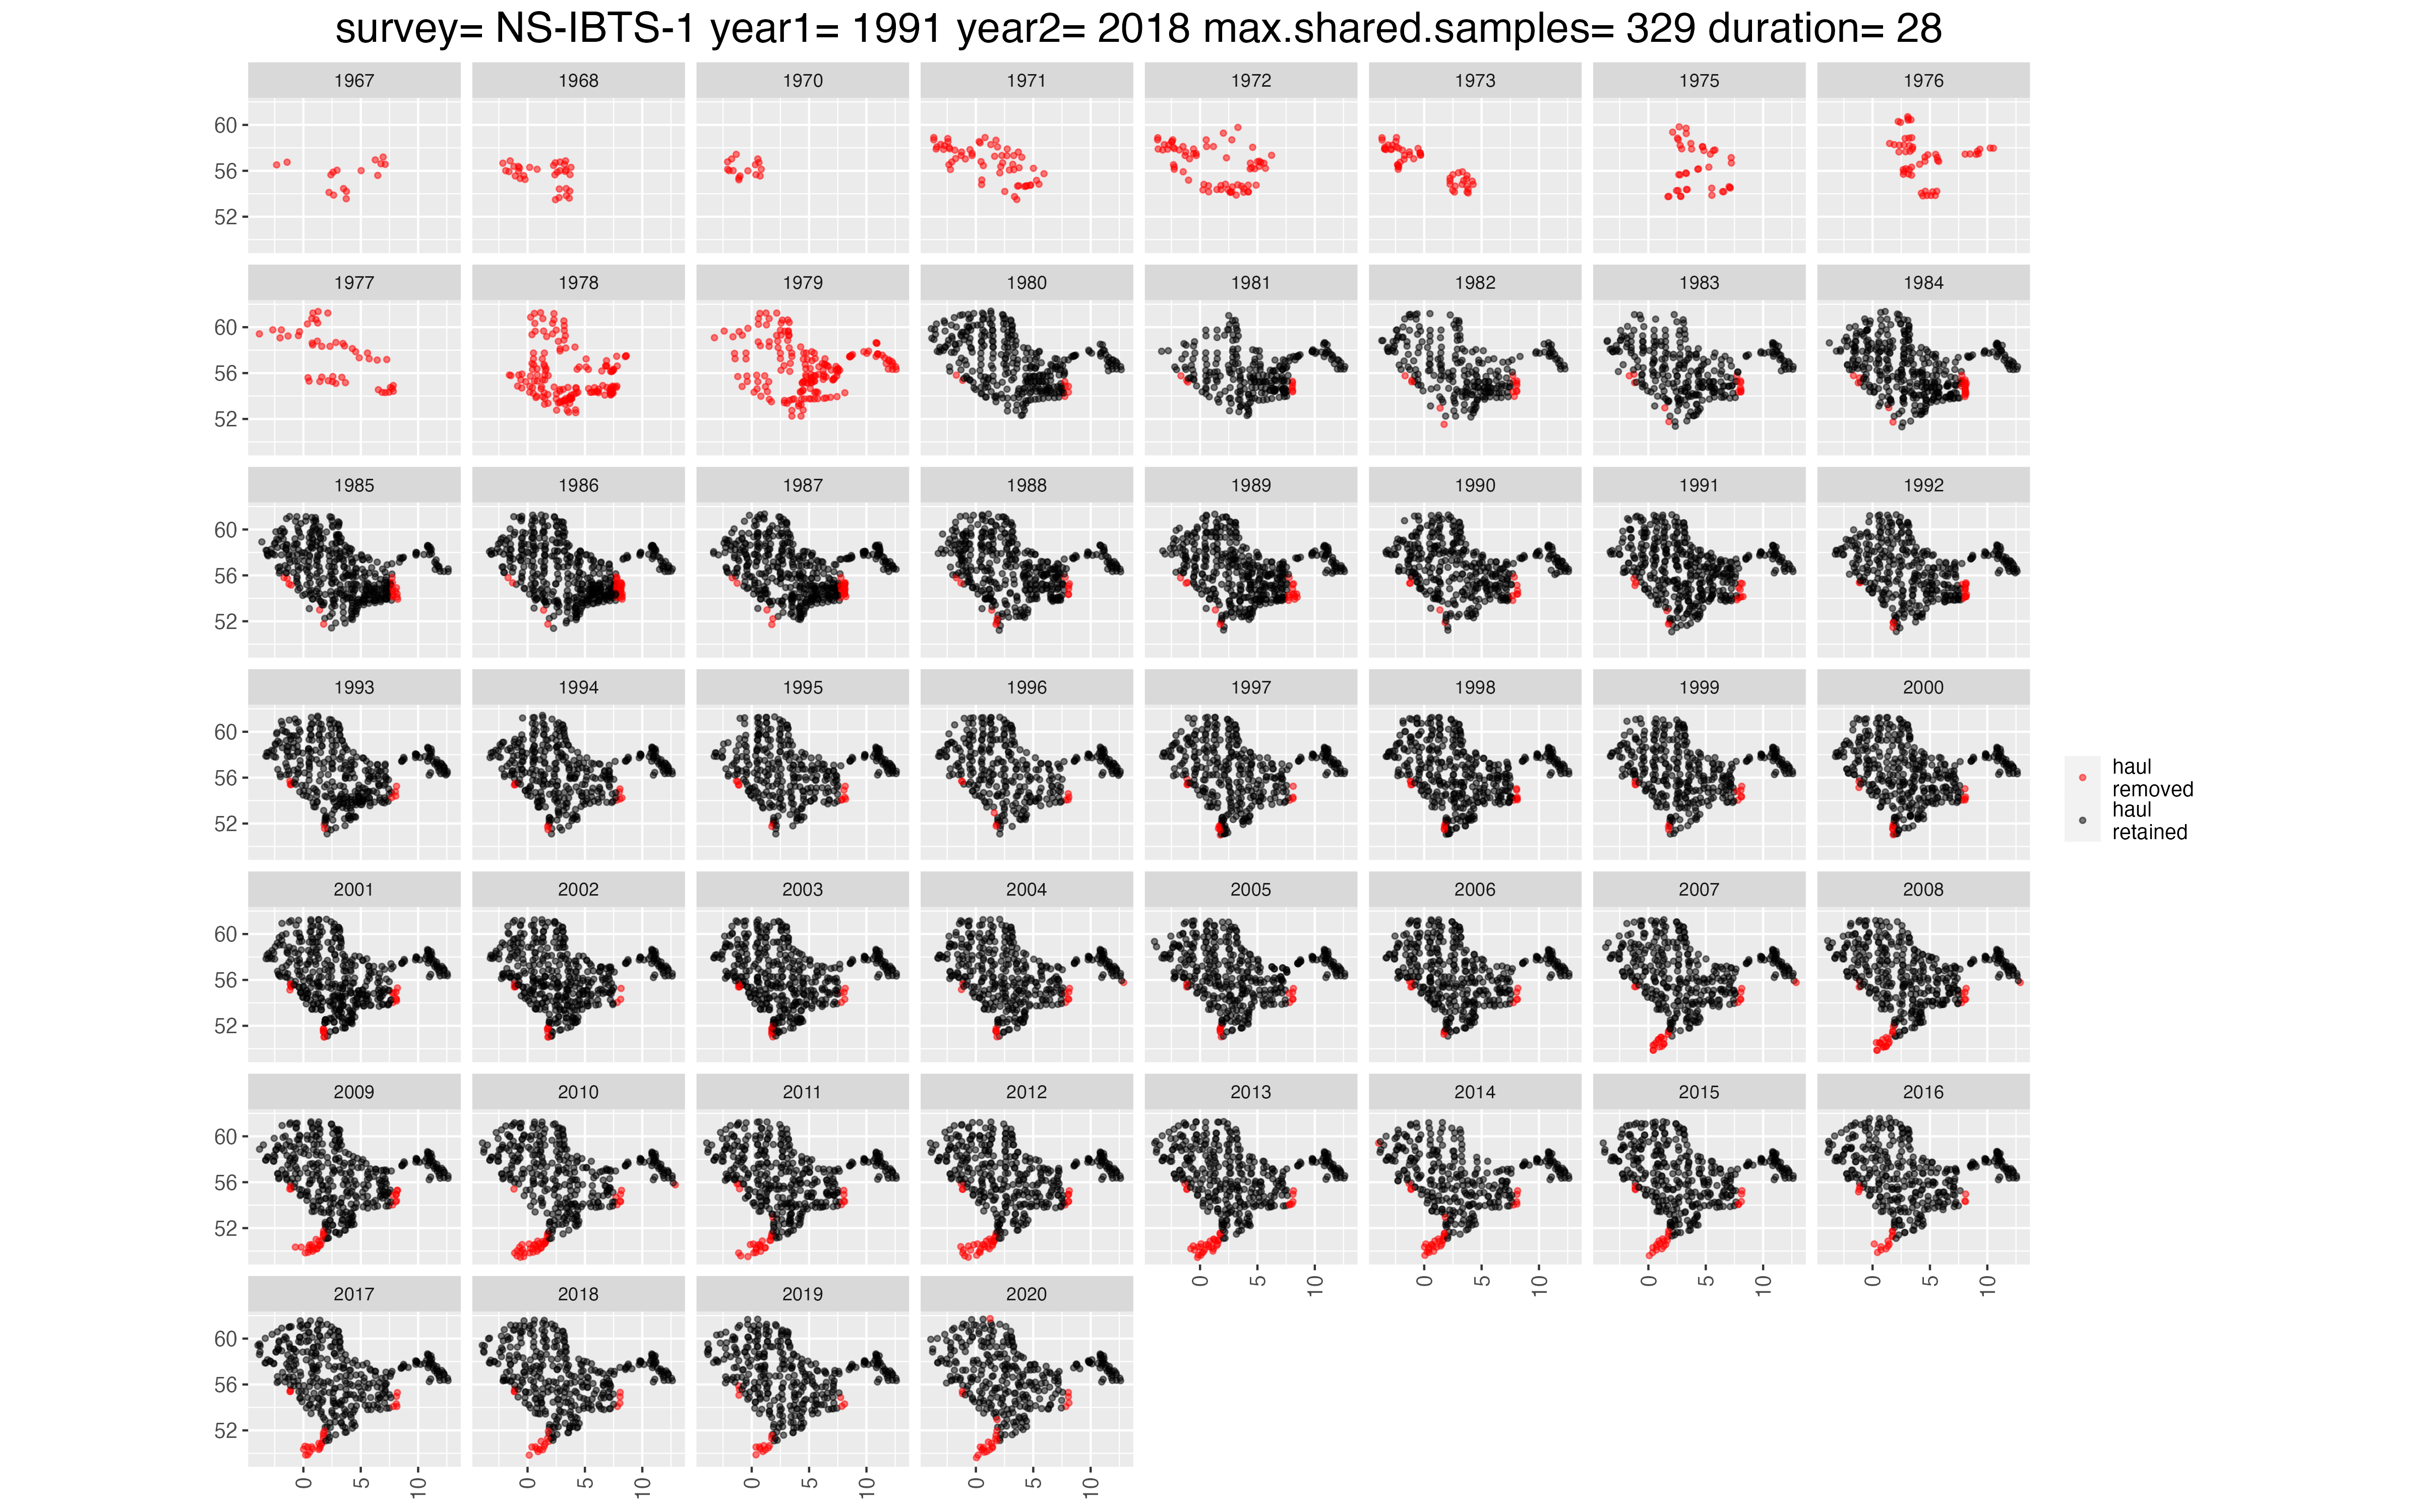 survey= NS-IBTS-1 year1= 1991 year2= 2018 max.shared.samples= 329 duration= 28
1967 1968 1970 1971 1972 1973 1975 1976
60
56
52
1977 1978 1979 1980 1981 1982 1983 1984
60
56
52
1985 1986 1987 1988 1989 1990 1991 1992
60
56
52
1993 1994 1995 1996 1997 1998 1999 2000
60
56
52
haul
removed
haul
retained
2001 2002 2003 2004 2005 2006 2007 2008
60
56
52
2009 2010 2011 2012 2013 2014 2015 2016
60
56
52
0 5 10 0 5 10 0 5 10 0 5 10
2017 2018 2019 2020
60
56
52
0 5 10 0 5 10 0 5 10 0 5 10